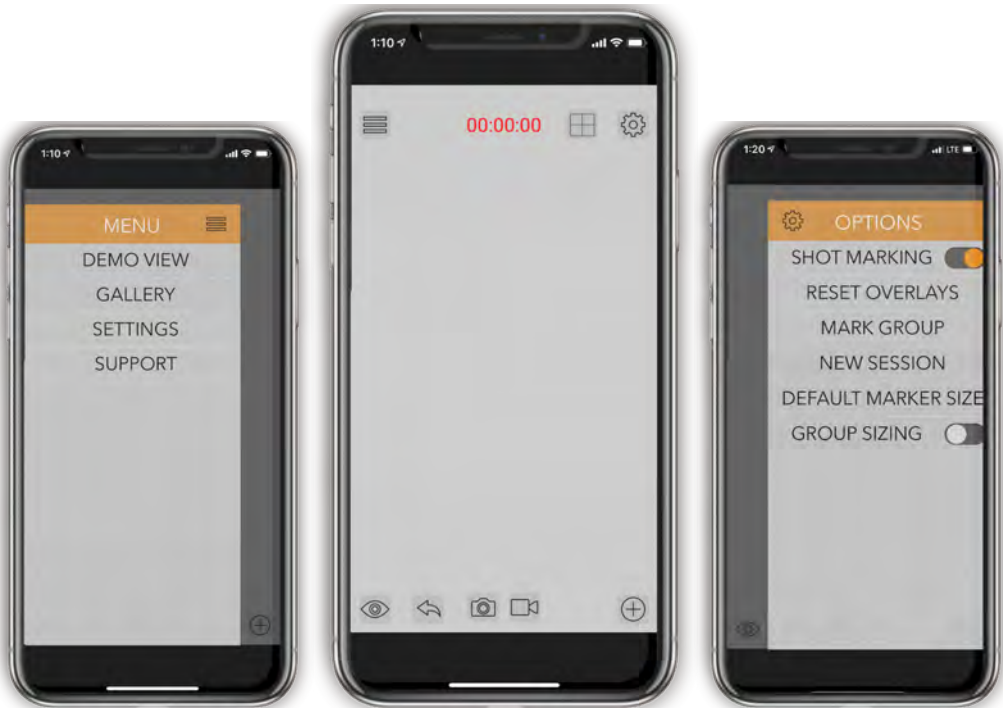 1:10
MENU
DEMO VIEW
GALLERY
SETTINGS
SUPPORT
1:10
00:00:00
1:20
LTE
OPTIONS
SHOT MARKING
RESET OVERLAYS
MARK GROUP
NEW SESSION
DEFAULT MARKER SIZE
GROUP SIZING